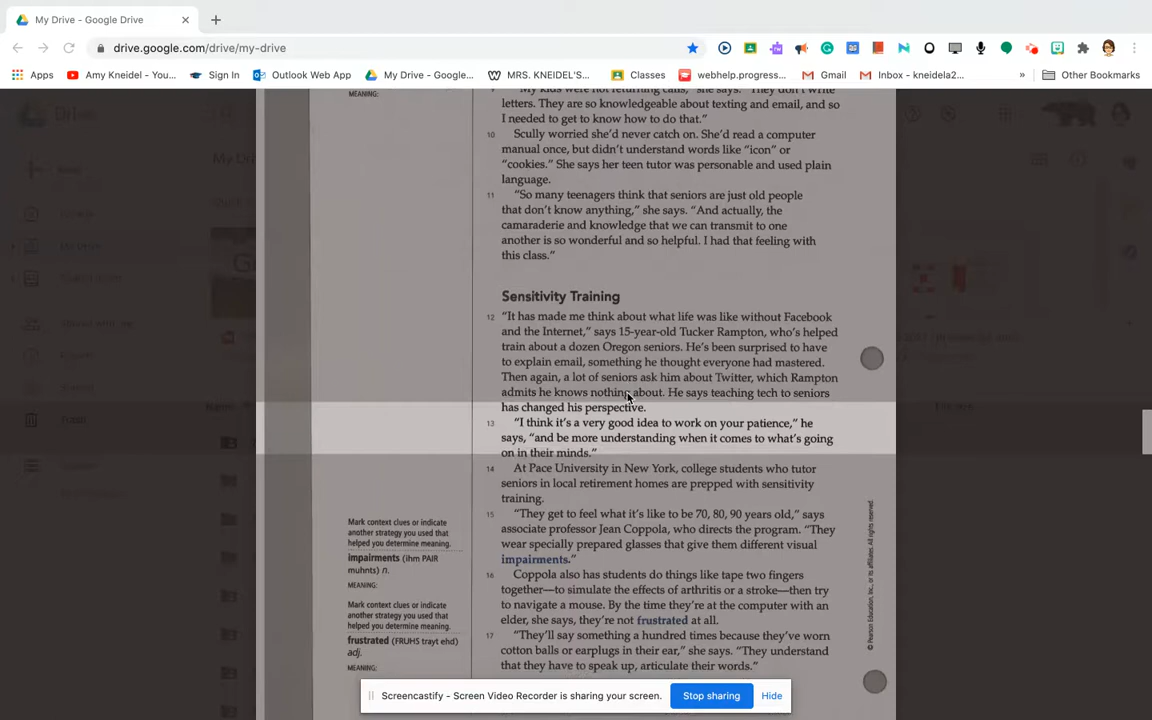 My Drive - Google Drive
drive.google.com/drive/my-drive
Apps
Amy Kneidel - You...
Sign In
Outlook Web App
My Drive - Google...
MRS. KNEIDEL'S...
Classes
webhelp.progress...
Gmail
Inbox - kneidela2...
»
Other Bookmarks
MEANING:
9 "My kids were not returning calls," she says. "They don't write
letters. They are so knowledgeable about texting and email, and so
I needed to get to know how to do that."
10 Scully worried she'd never catch on. She'd read a computer
manual once, but didn't understand words like "icon" or
"cookies." She says her teen tutor was personable and used plain
language.
11 "So many teenagers think that seniors are just old people
that don't know anything," she says. "And actually, the
camaraderie and knowledge that we can transmit to one
another is so wonderful and so helpful. I had that feeling with
this class."
Sensitivity Training
12 "It has made me think about what life was like without Facebook
and the Internet," says 15-year-old Tucker Rampton, who's helped
train about a dozen Oregon seniors. He's been surprised to have
to explain email, something he thought everyone had mastered.
Then again, a lot of seniors ask him about Twitter, which Rampton
admits he knows nothing about. He says teaching tech to seniors
has changed his perspective.
13 "I think it's a very good idea to work on your patience," he
says, "and be more understanding when it comes to what's going
on in their minds."
14 At Pace University in New York, college students who tutor
seniors in local retirement homes are prepped with sensitivity
training.
15 "They get to feel what it's like to be 70, 80, 90 years old," says
associate professor Jean Coppola, who directs the program. "They
wear specially prepared glasses that give them different visual
impairments."
16 Coppola also has students do things like tape two fingers
together—to simulate the effects of arthritis or a stroke—then try
to navigate a mouse. By the time they're at the computer with an
elder, she says, they're not frustrated at all.
17 "They'll say something a hundred times because they've worn
cotton balls or earplugs in their ear," she says. "They understand
that they have to speak up, articulate their words."
Mark context clues or indicate
another strategy you used that
helped you determine meaning.
impairments (ihm PAIR
muhnts) n.
MEANING:
Mark context clues or indicate
another strategy you used that
helped you determine meaning.
frustrated (FRUHS trayt ehd)
adj.
MEANING:
© Pearson Education, Inc., or its affiliates. All rights reserved.
Screencastify - Screen Video Recorder is sharing your screen.
Stop sharing
Hide